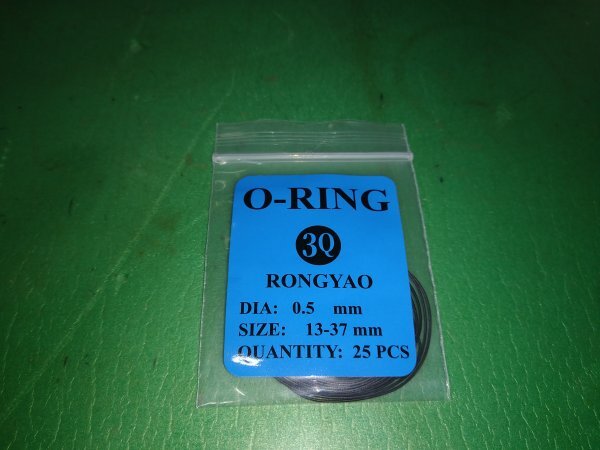 O-RING
3Q
RONGYAO
DIA: 0.5 mm
SIZE: 13-37 mm
QUANTITY: 25 PCS